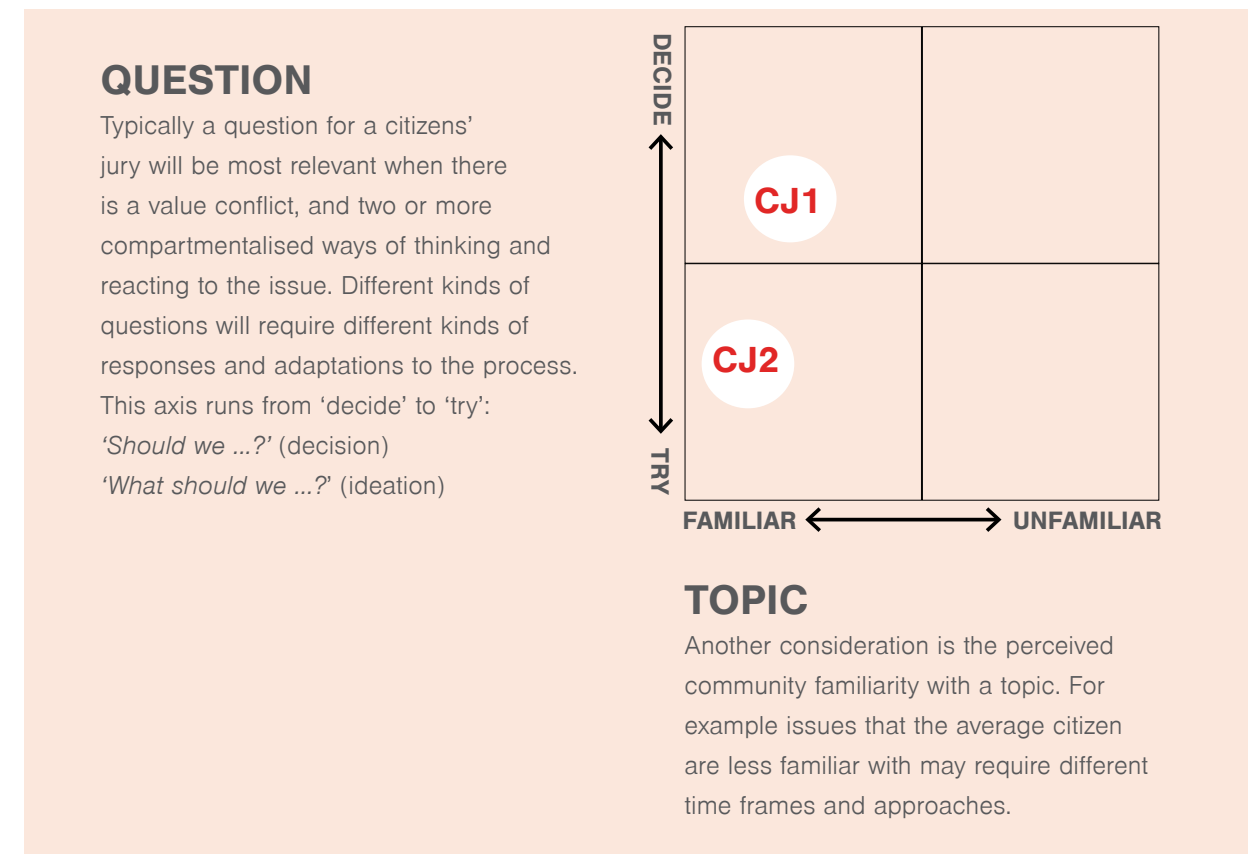 QUESTION
Typically a question for a citizens’
jury will be most relevant when there
is a value conflict, and two or more
compartmentalised ways of thinking and
reacting to the issue. Different kinds of
questions will require different kinds of
responses and adaptations to the process.
This axis runs from ‘decide’ to ‘try’:
‘Should we ...?’ (decision)
‘What should we ...?’ (ideation)
DECIDE
TRY
CJ1
CJ2
FAMILIAR
UNFAMILIAR
TOPIC
Another consideration is the perceived
community familiarity with a topic. For
example issues that the average citizen
are less familiar with may require different
time frames and approaches.